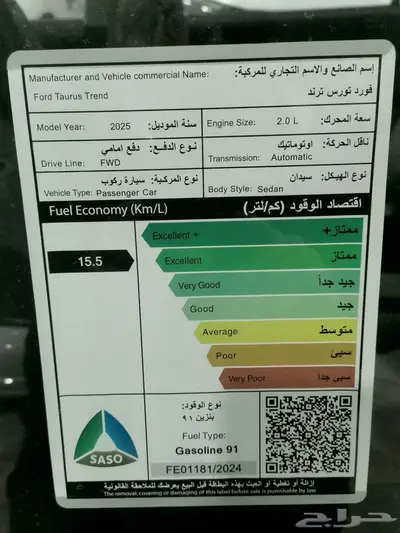 إسم الصانع والاسم التجاري للمركبة:
Manufacturer and Vehicle commercial Name:
فورد تورس ترند
Ford Taurus Trend
سعة المحرك: Engine Size: 2.0 L
سنة الموديل: Model Year: 2025
ناقل الحركة: اوتوماتيك
Transmission: Automatic
نوع الدفع: دفع امامي
Drive Line: FWD
نوع الهيكل: سيدان
Body Style: Sedan
نوع المركبة: سيارة ركوب
Vehicle Type: Passenger Car
اقتصاد الوقود (كم/لتر) Fuel Economy (Km/L)
Excellent + ممتاز+
15.5
Excellent ممتاز
Very Good جيد جداً
Good جيد
Average متوسط
Poor سيئ
Very Poor سيئ جداً
نوع الوقود:
بنزين ٩١
Fuel Type:
Gasoline 91
FE01181/2024
SASO
إزالة أو تغطية أو العبث بهذه البطاقة قبل البيع يعرضك للملاحقة القانونية
The removal, covering or damaging of this label before sale is punishable by law
حراج